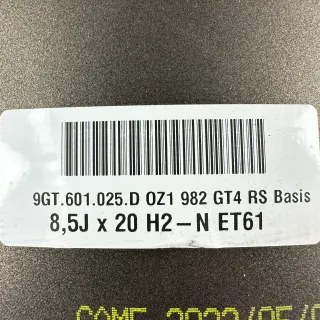 9GT.601.025.D OZ1 982 GT4 RS Basis
8,5J x 20 H2–N ET61